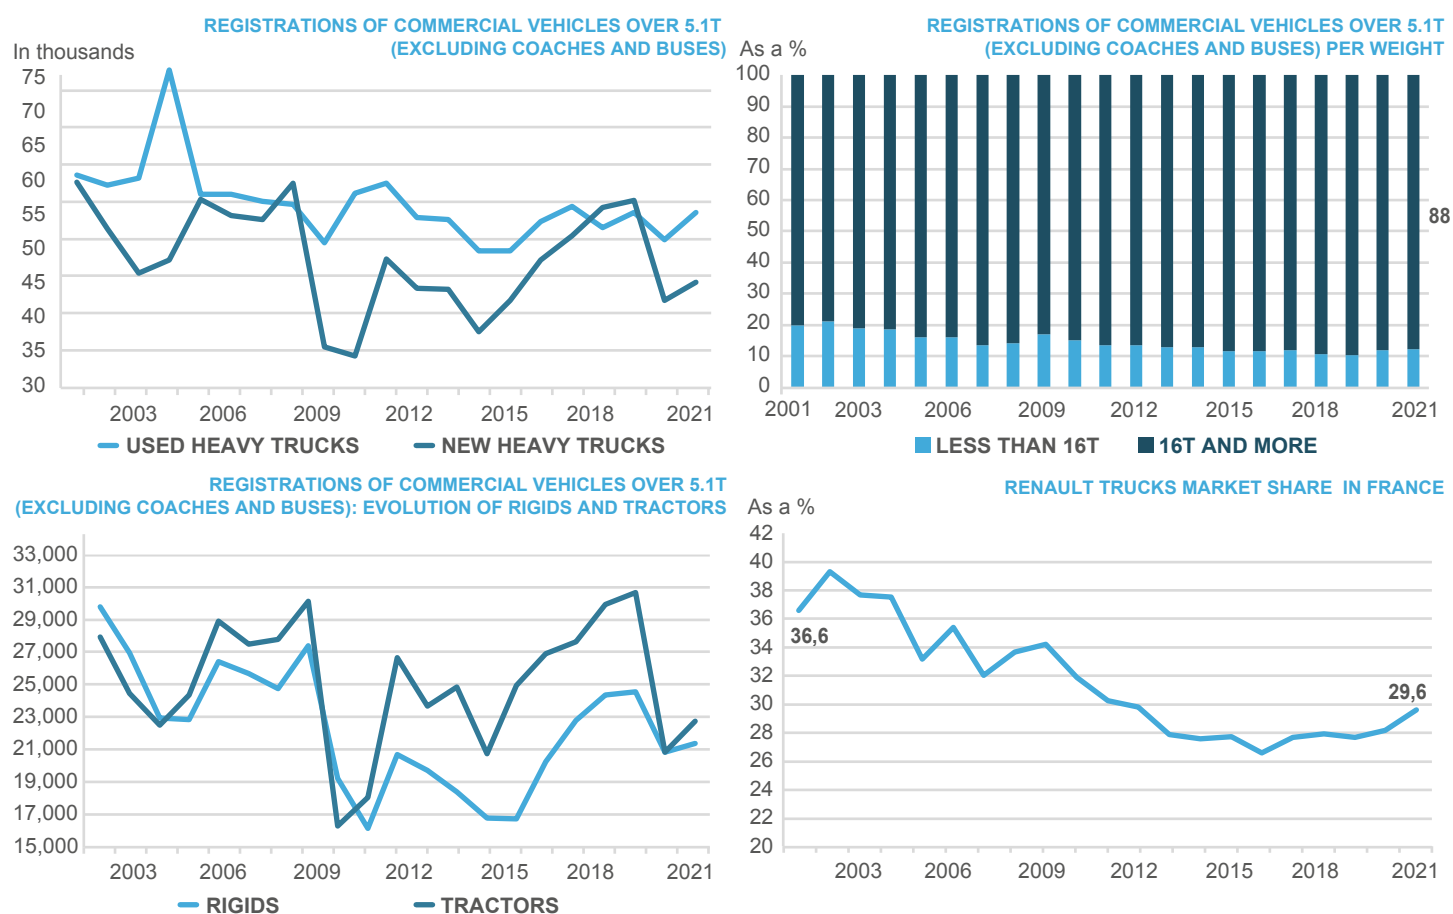 REGISTRATIONS OF COMMERCIAL VEHICLES OVER 5.1T
(EXCLUDING COACHES AND BUSES)
In thousands
75
70
65
60
55
50
45
40
35
30
2003 2006 2009 2012 2015 2018 2021
USED HEAVY TRUCKS NEW HEAVY TRUCKS
REGISTRATIONS OF COMMERCIAL VEHICLES OVER 5.1T
(EXCLUDING COACHES AND BUSES) PER WEIGHT
As a %
100
90
80
70
60
50
40
30
20
10
0
88
2001 2003 2006 2009 2012 2015 2018 2021
LESS THAN 16T 16T AND MORE
REGISTRATIONS OF COMMERCIAL VEHICLES OVER 5.1T
(EXCLUDING COACHES AND BUSES): EVOLUTION OF RIGIDS AND TRACTORS
33,000
31,000
29,000
27,000
25,000
23,000
21,000
19,000
17,000
15,000
2003 2006 2009 2012 2015 2018 2021
RIGIDS TRACTORS
RENAULT TRUCKS MARKET SHARE IN FRANCE
As a %
42
40
38
36
34
32
30
28
26
24
22
20
36,6
29,6
2003 2006 2009 2012 2015 2018 2021